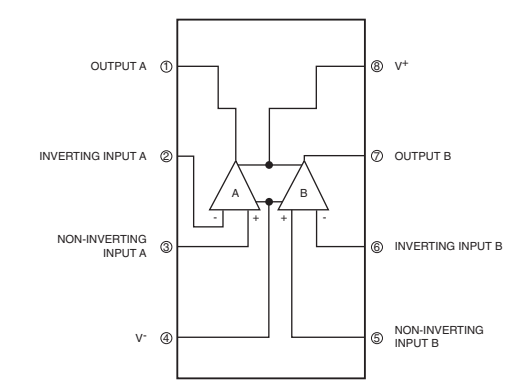 OUTPUT A ① ⑧ V+
INVERTING INPUT A ② ⑦ OUTPUT B
A B
- + + -
NON-INVERTING
INPUT A ③ ⑥ INVERTING INPUT B
V- ④ ⑤ NON-INVERTING
INPUT B